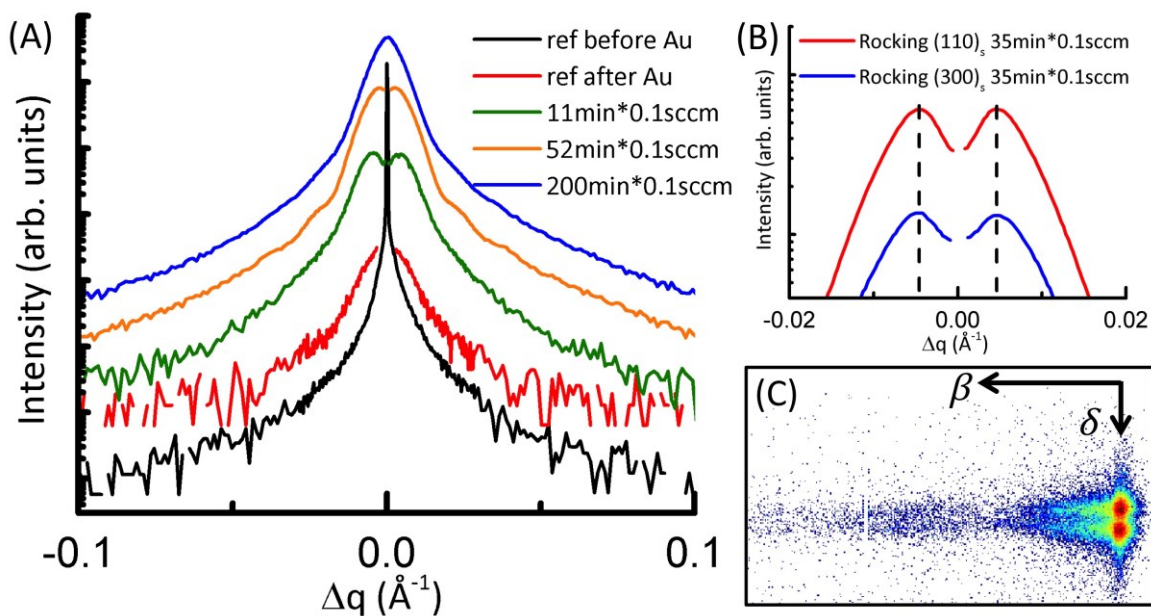 (A)
ref before Au
ref after Au
11min*0.1sccm
52min*0.1sccm
200min*0.1sccm
Intensity (arb. units)
-0.1
0.0
0.1
Δq (Å⁻¹)
(B)
Rocking (110)ₛ 35min*0.1sccm
Rocking (300)ₛ 35min*0.1sccm
Intensity (arb. units)
-0.02
0.00
0.02
Δq (Å⁻¹)
(C)
β
δ